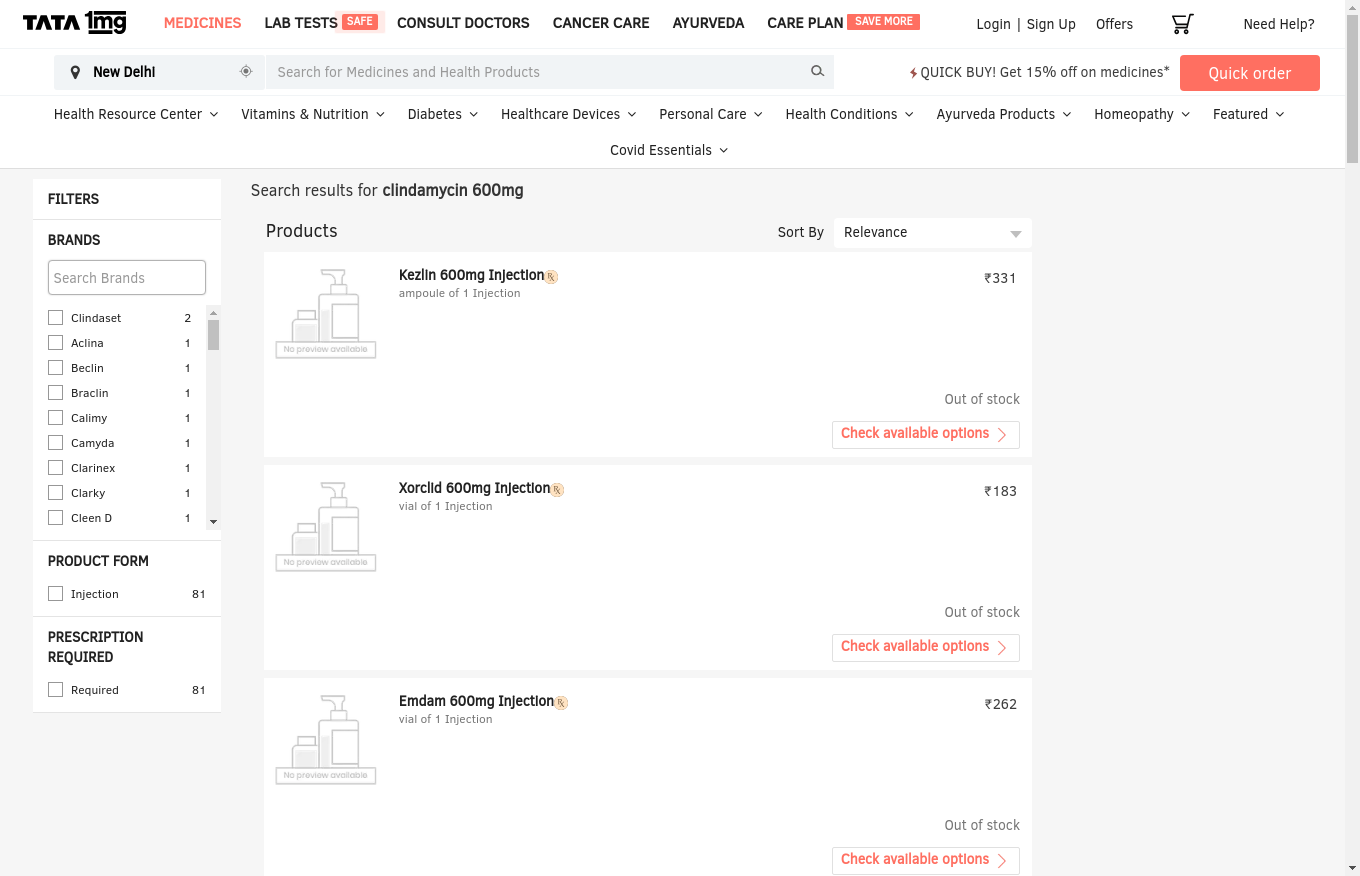 TATA 1mg
MEDICINES LAB TESTS SAFE CONSULT DOCTORS CANCER CARE AYURVEDA CARE PLAN SAVE MORE Login | Sign Up Offers Need Help?
New Delhi Search for Medicines and Health Products QUICK BUY! Get 15% off on medicines* Quick order
Health Resource Center Vitamins & Nutrition Diabetes Healthcare Devices Personal Care Health Conditions Ayurveda Products Homeopathy Featured
Covid Essentials
FILTERS
BRANDS
Search Brands
Clindaset 2
Aclina 1
Beclin 1
Braclin 1
Calimy 1
Camyda 1
Clarinex 1
Clarky 1
Cleen D 1
PRODUCT FORM
Injection 81
PRESCRIPTION
REQUIRED
Required 81
Search results for clindamycin 600mg
Products Sort By Relevance
Kezlin 600mg Injection ℞ ₹331
ampoule of 1 Injection
No preview available
Out of stock
Check available options
Xorclid 600mg Injection ℞ ₹183
vial of 1 Injection
No preview available
Out of stock
Check available options
Emdam 600mg Injection ℞ ₹262
vial of 1 Injection
No preview available
Out of stock
Check available options